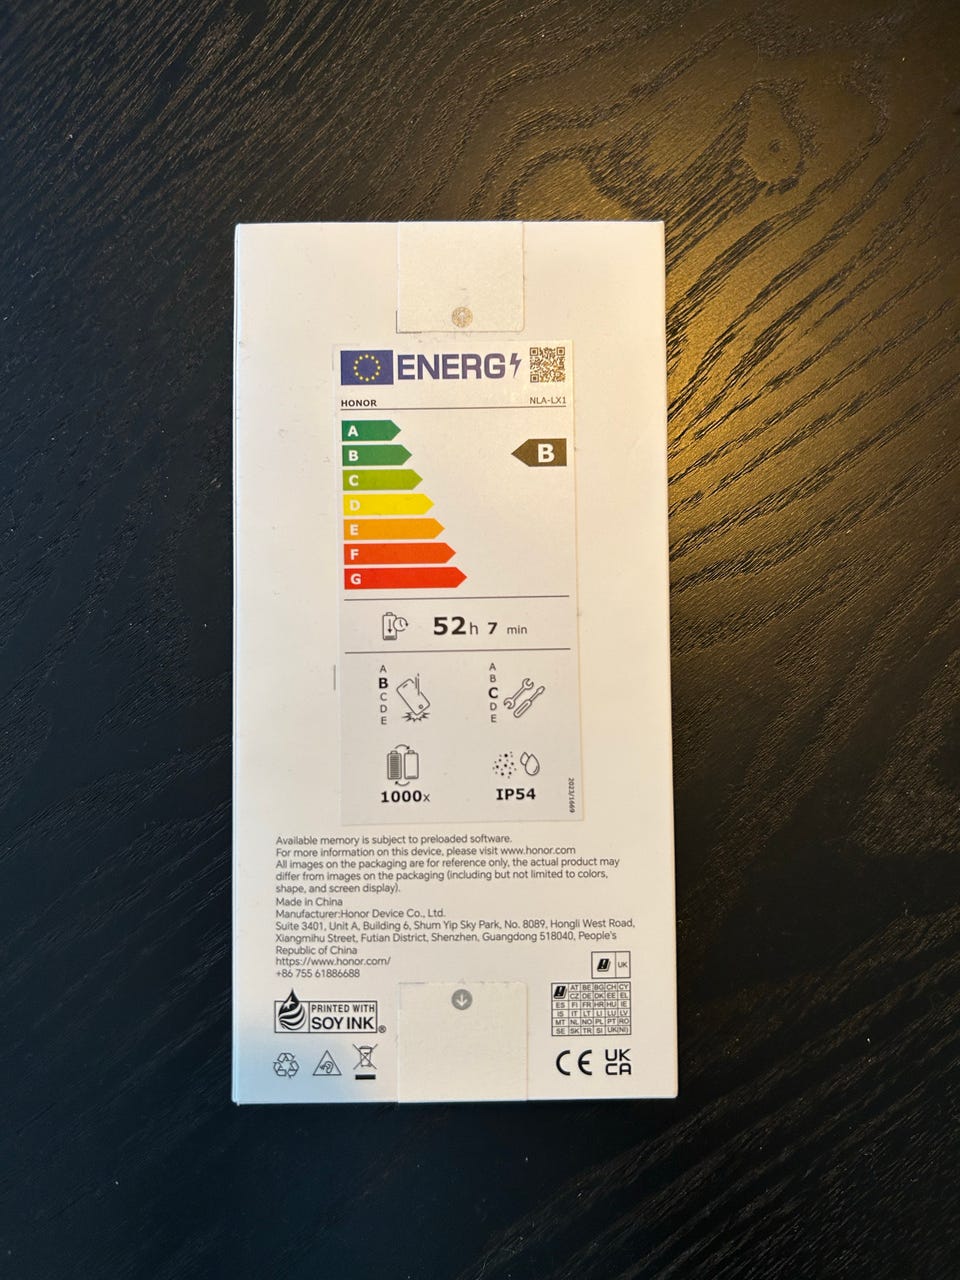 ENERG
HONOR NLA-LX1
A
B B
C
D
E
F
G
52h 7 min
A
B
C
D
E
A
B
C
D
E
1000x
IP54
2023/1669
Available memory is subject to preloaded software.
For more information on this device, please visit www.honor.com
All images on the packaging are for reference only, the actual product may
differ from images on the packaging (including but not limited to colors,
shape, and screen display).
Made in China
Manufacturer:Honor Device Co., Ltd.
Suite 3401, Unit A, Building 6, Shum Yip Sky Park, No. 8089, Hongli West Road,
Xiangmihu Street, Futian District, Shenzhen, Guangdong 518040, People's
Republic of China
https://www.honor.com/
+86 755 61886688
UK
PRINTED WITH
SOY INK®
AT BE BG CH CY
CZ DE DK EE EL
ES FI FR HR HU IE
IS IT LT LI LU LV
MT NL NO PL PT RO
SE SK TR SI UK(NI)
CE
UK
CA